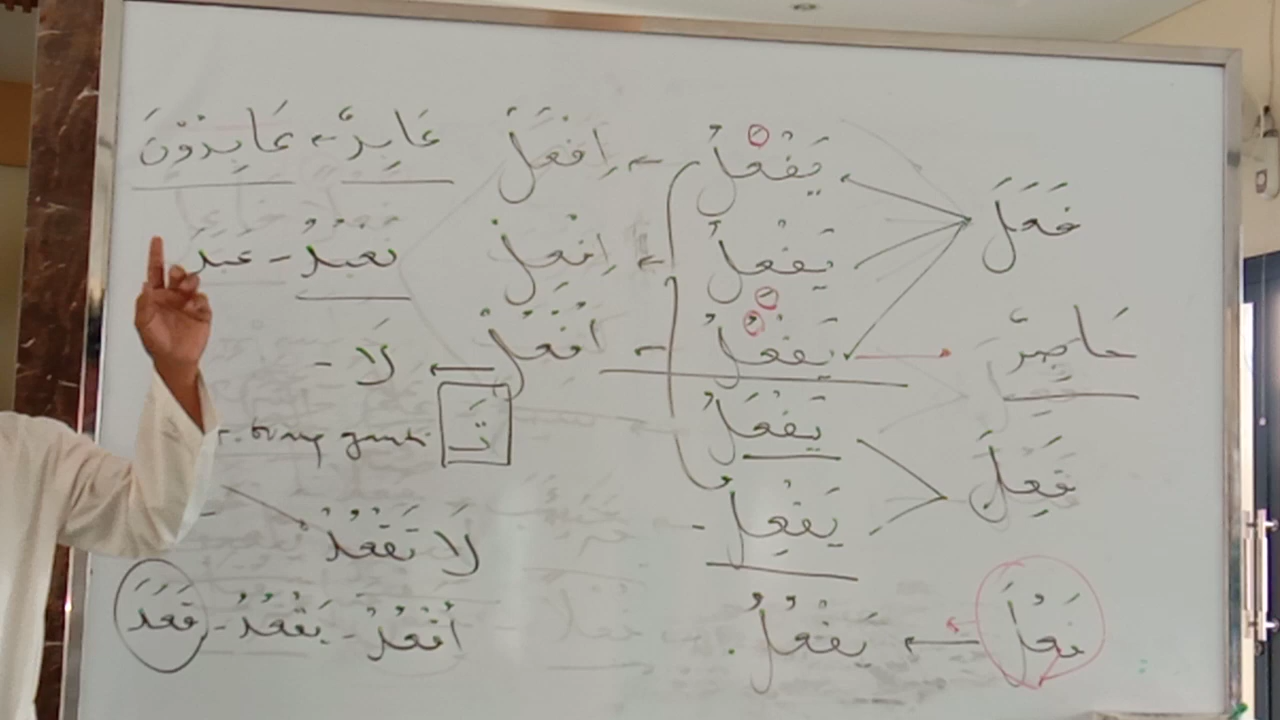 فَعَلَ يَفْعَلُ ← اِفْعَلْ عَابِدٌ ← عَابِدُوْنَ
يَفْعِلُ ← اِفْعِلْ نَعْبُدُ - عَبَدَ
حَاضِرٌ ← يَفْعُلُ - اُفْعُلْ ← لَا -
تَ
فَعِلَ يَفْعَلُ
يَفْعِلُ - لَا تَقْعُدْ
فَعُلَ ← يَفْعُلُ اُقْعُدْ - يَقْعُدُ - قَعَدَ